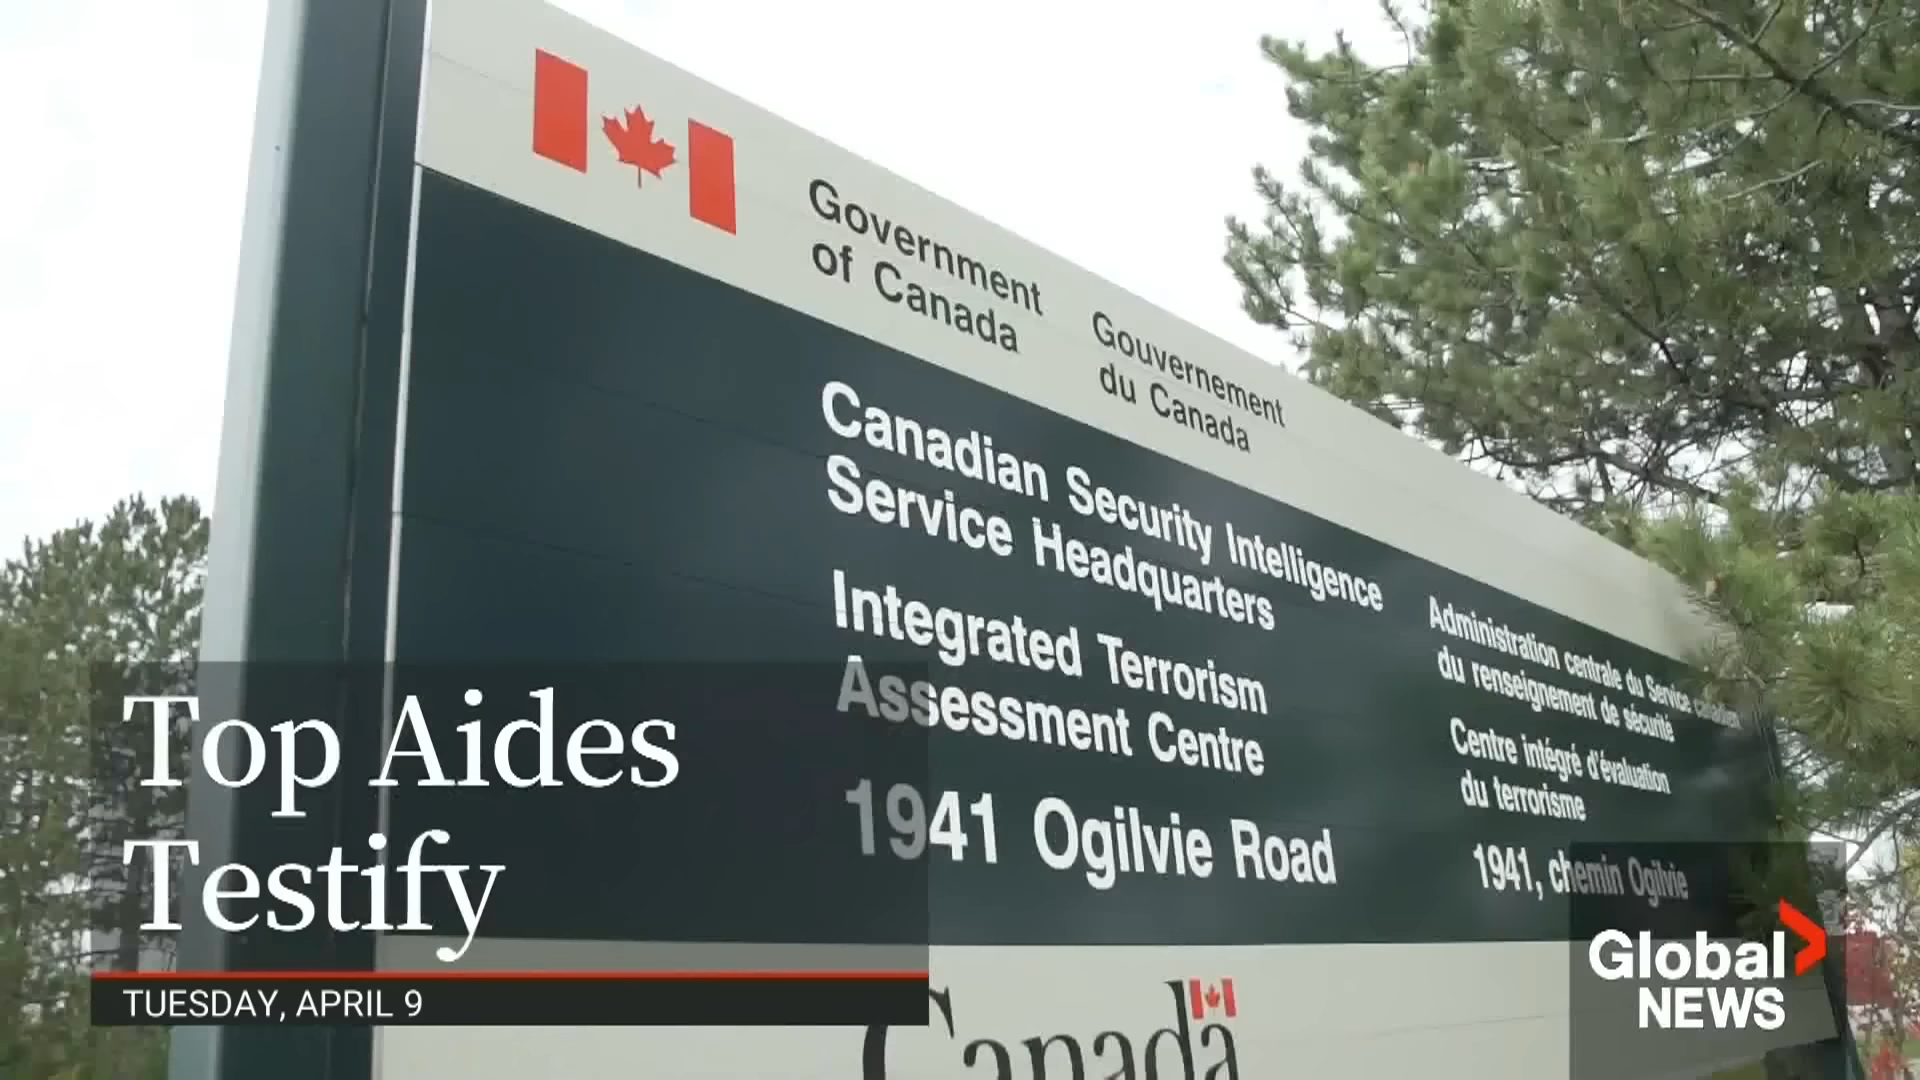 Government
of Canada
Gouvernement
du Canada
Canadian Security Intelligence
Service Headquarters
Integrated Terrorism
Assessment Centre
1941 Ogilvie Road
Administration centrale du Service canadien
du renseignement de sécurité
Centre intégré d'évaluation
du terrorisme
1941, chemin Ogilvie
Canada
Top Aides
Testify
TUESDAY, APRIL 9
Global
NEWS